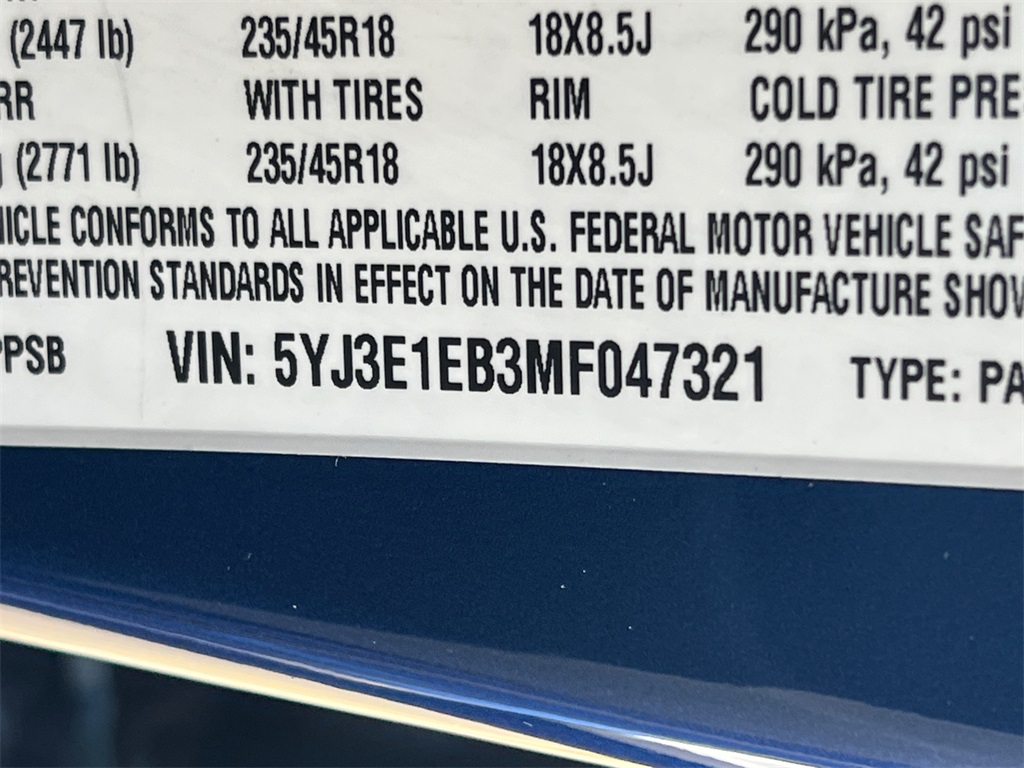 (2447 lb) 235/45R18 18X8.5J 290 kPa, 42 psi
RR WITH TIRES RIM COLD TIRE PRE
(2771 lb) 235/45R18 18X8.5J 290 kPa, 42 psi
HICLE CONFORMS TO ALL APPLICABLE U.S. FEDERAL MOTOR VEHICLE SAF
REVENTION STANDARDS IN EFFECT ON THE DATE OF MANUFACTURE SHOW
PPSB VIN: 5YJ3E1EB3MF047321 TYPE: PA